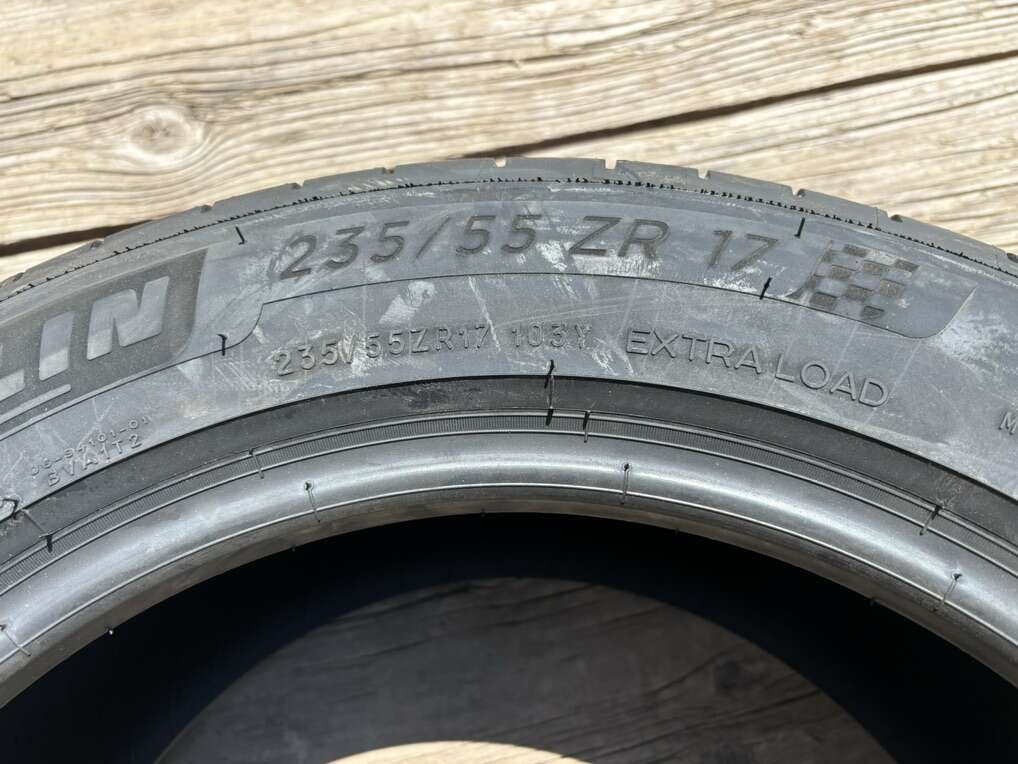 235/55 ZR 17
LIN
235/55ZR17 103Y EXTRA LOAD
M
BVA1T2